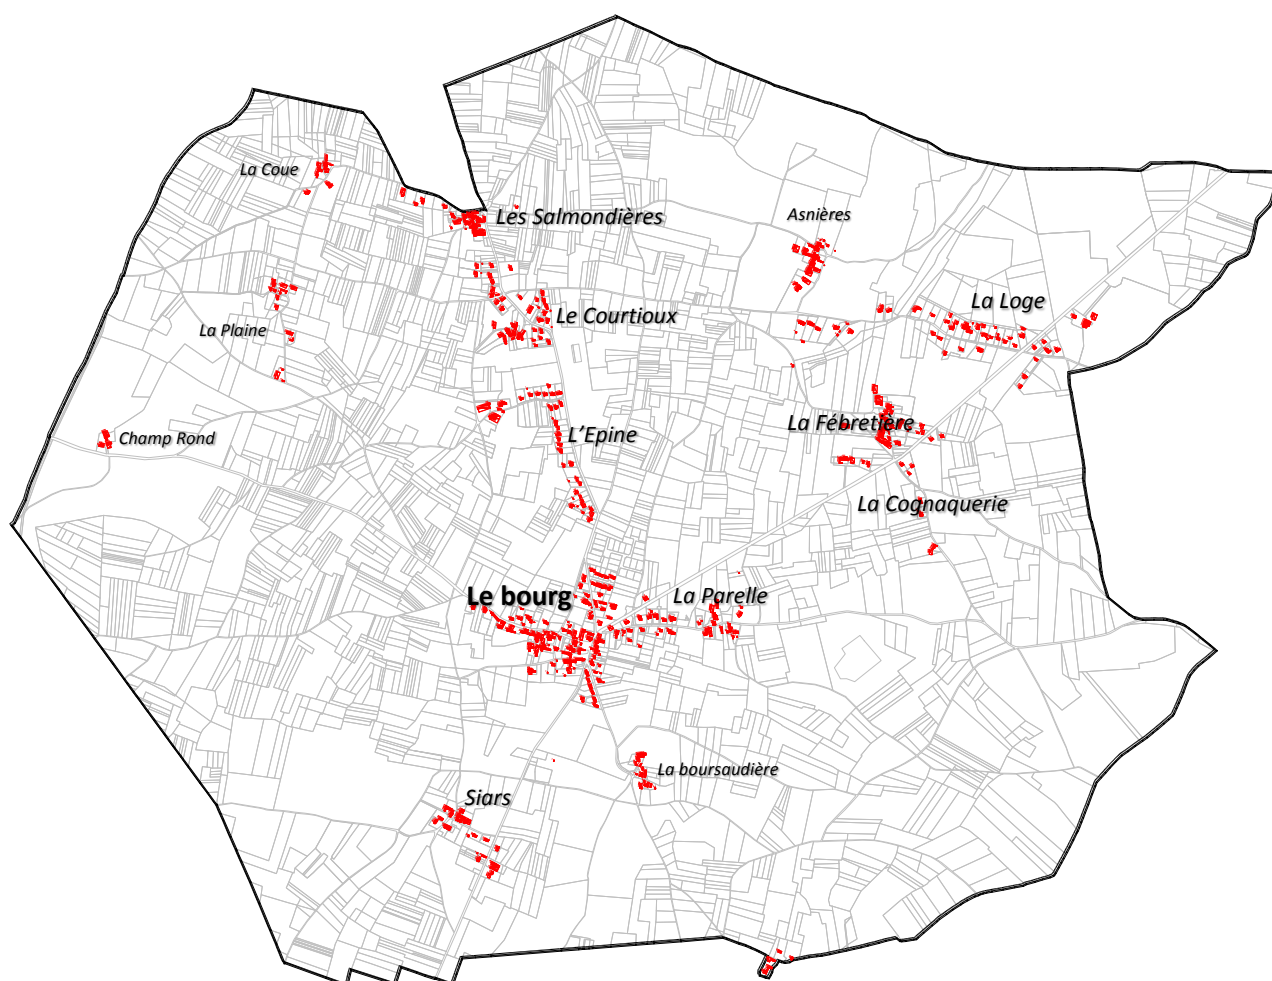 La Coue
Les Salmondières
Asnières
La Loge
Le Courtioux
La Plaine
La Fébretière
L'Epine
Champ Rond
La Cognaquerie
Le bourg
La Parelle
La boursaudière
Siars